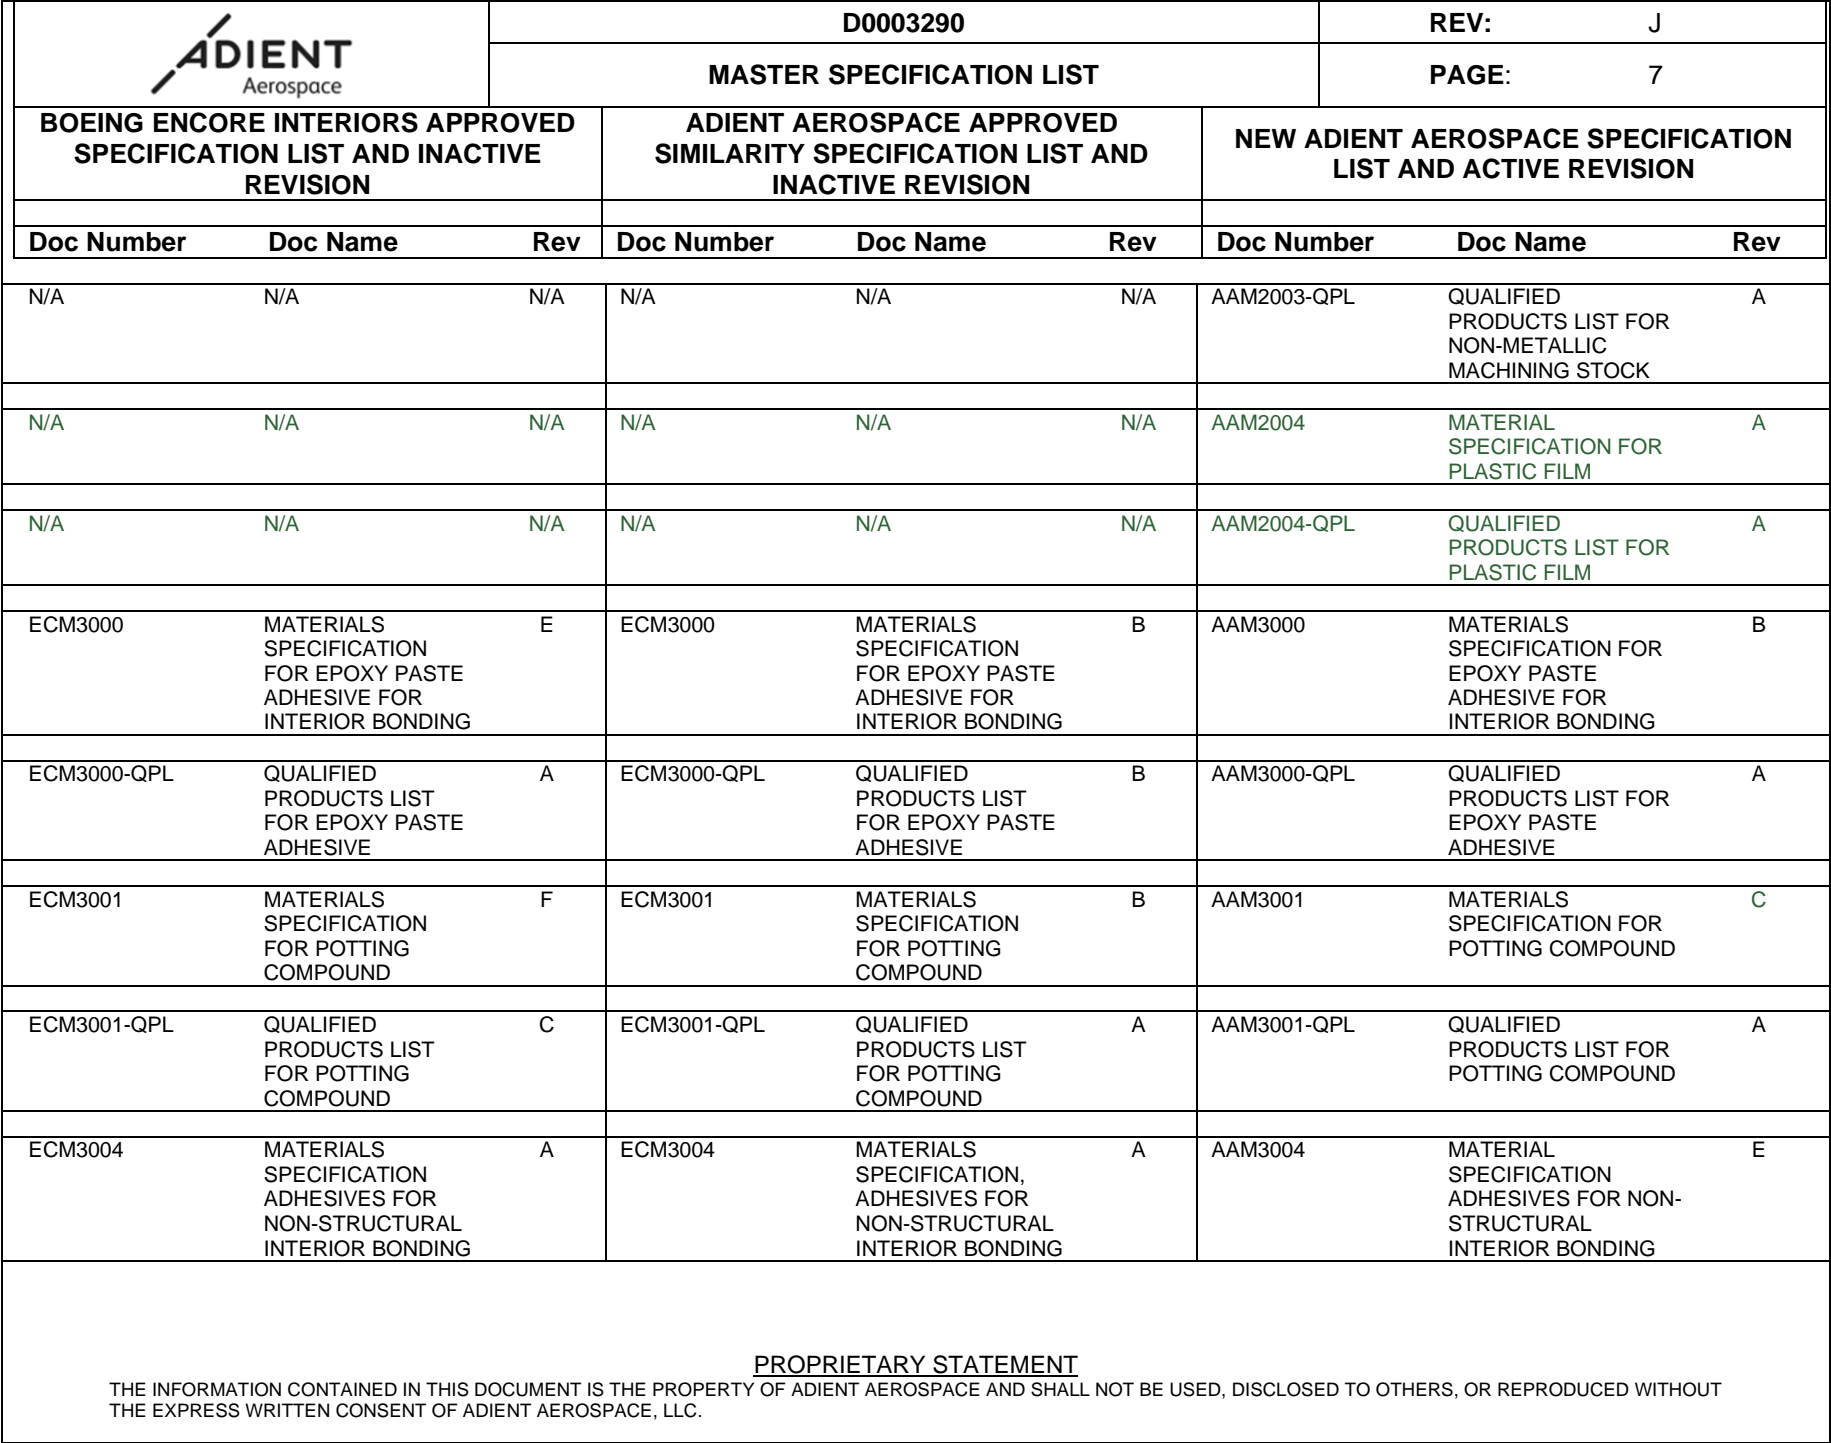 ADIENT
Aerospace
D0003290
REV: J
MASTER SPECIFICATION LIST
PAGE: 7
BOEING ENCORE INTERIORS APPROVED
SPECIFICATION LIST AND INACTIVE
REVISION
ADIENT AEROSPACE APPROVED
SIMILARITY SPECIFICATION LIST AND
INACTIVE REVISION
NEW ADIENT AEROSPACE SPECIFICATION
LIST AND ACTIVE REVISION
Doc Number Doc Name Rev Doc Number Doc Name Rev Doc Number Doc Name Rev
N/A N/A N/A N/A N/A N/A AAM2003-QPL QUALIFIED A
PRODUCTS LIST FOR
NON-METALLIC
MACHINING STOCK
N/A N/A N/A N/A N/A N/A AAM2004 MATERIAL A
SPECIFICATION FOR
PLASTIC FILM
N/A N/A N/A N/A N/A N/A AAM2004-QPL QUALIFIED A
PRODUCTS LIST FOR
PLASTIC FILM
ECM3000 MATERIALS E ECM3000 MATERIALS B AAM3000 MATERIALS B
SPECIFICATION SPECIFICATION SPECIFICATION FOR
FOR EPOXY PASTE FOR EPOXY PASTE EPOXY PASTE
ADHESIVE FOR ADHESIVE FOR ADHESIVE FOR
INTERIOR BONDING INTERIOR BONDING INTERIOR BONDING
ECM3000-QPL QUALIFIED A ECM3000-QPL QUALIFIED B AAM3000-QPL QUALIFIED A
PRODUCTS LIST PRODUCTS LIST PRODUCTS LIST FOR
FOR EPOXY PASTE FOR EPOXY PASTE EPOXY PASTE
ADHESIVE ADHESIVE ADHESIVE
ECM3001 MATERIALS F ECM3001 MATERIALS B AAM3001 MATERIALS C
SPECIFICATION SPECIFICATION SPECIFICATION FOR
FOR POTTING FOR POTTING POTTING COMPOUND
COMPOUND COMPOUND
ECM3001-QPL QUALIFIED C ECM3001-QPL QUALIFIED A AAM3001-QPL QUALIFIED A
PRODUCTS LIST PRODUCTS LIST PRODUCTS LIST FOR
FOR POTTING FOR POTTING POTTING COMPOUND
COMPOUND COMPOUND
ECM3004 MATERIALS A ECM3004 MATERIALS A AAM3004 MATERIAL E
SPECIFICATION SPECIFICATION, SPECIFICATION
ADHESIVES FOR ADHESIVES FOR ADHESIVES FOR NON-
NON-STRUCTURAL NON-STRUCTURAL STRUCTURAL
INTERIOR BONDING INTERIOR BONDING INTERIOR BONDING
PROPRIETARY STATEMENT
THE INFORMATION CONTAINED IN THIS DOCUMENT IS THE PROPERTY OF ADIENT AEROSPACE AND SHALL NOT BE USED, DISCLOSED TO OTHERS, OR REPRODUCED WITHOUT
THE EXPRESS WRITTEN CONSENT OF ADIENT AEROSPACE, LLC.